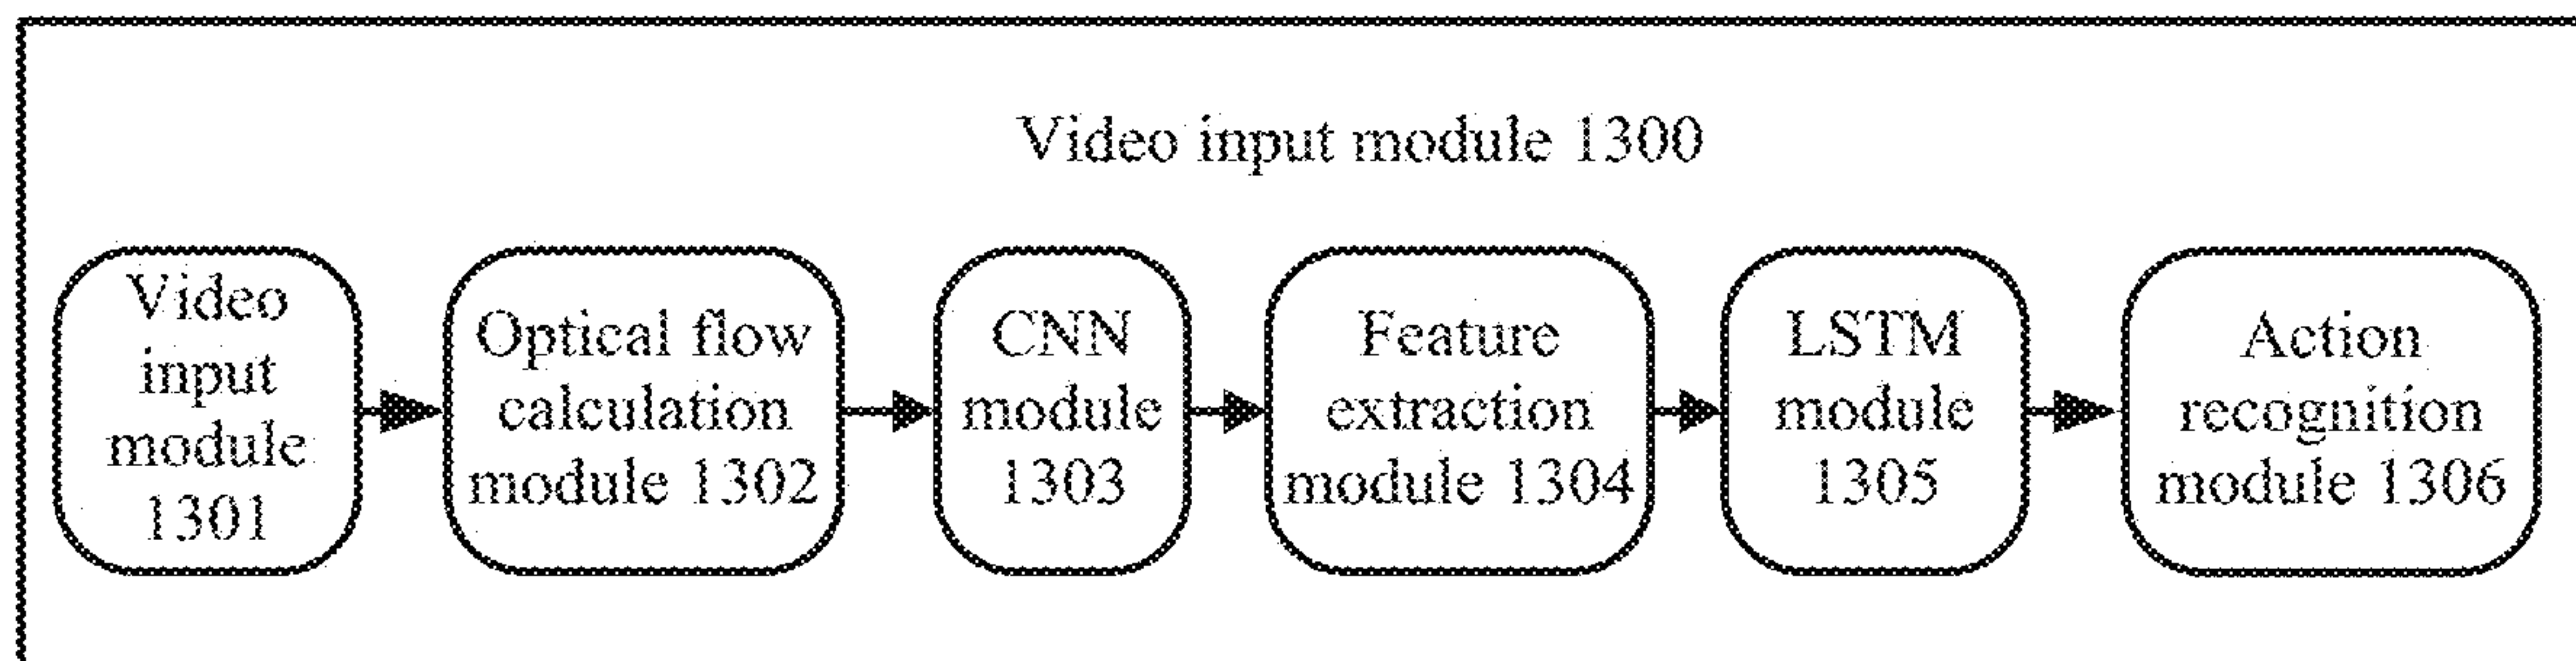 Video input module 1300
Video
input
module
1301
Optical flow
calculation
module 1302
CNN
module
1303
Feature
extraction
module 1304
LSTM
module
1305
Action
recognition
module 1306